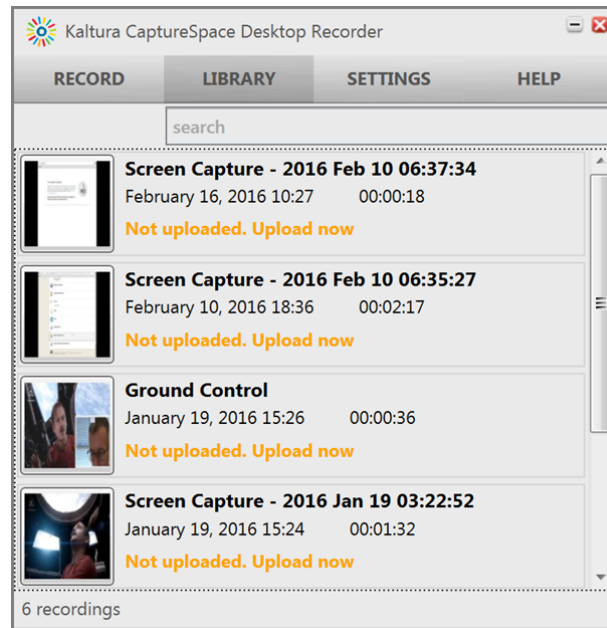 Kaltura CaptureSpace Desktop Recorder
RECORD LIBRARY SETTINGS HELP
search
Screen Capture - 2016 Feb 10 06:37:34
February 16, 2016 10:27 00:00:18
Not uploaded. Upload now
Screen Capture - 2016 Feb 10 06:35:27
February 10, 2016 18:36 00:02:17
Not uploaded. Upload now
Ground Control
January 19, 2016 15:26 00:00:36
Not uploaded. Upload now
Screen Capture - 2016 Jan 19 03:22:52
January 19, 2016 15:24 00:01:32
Not uploaded. Upload now
6 recordings